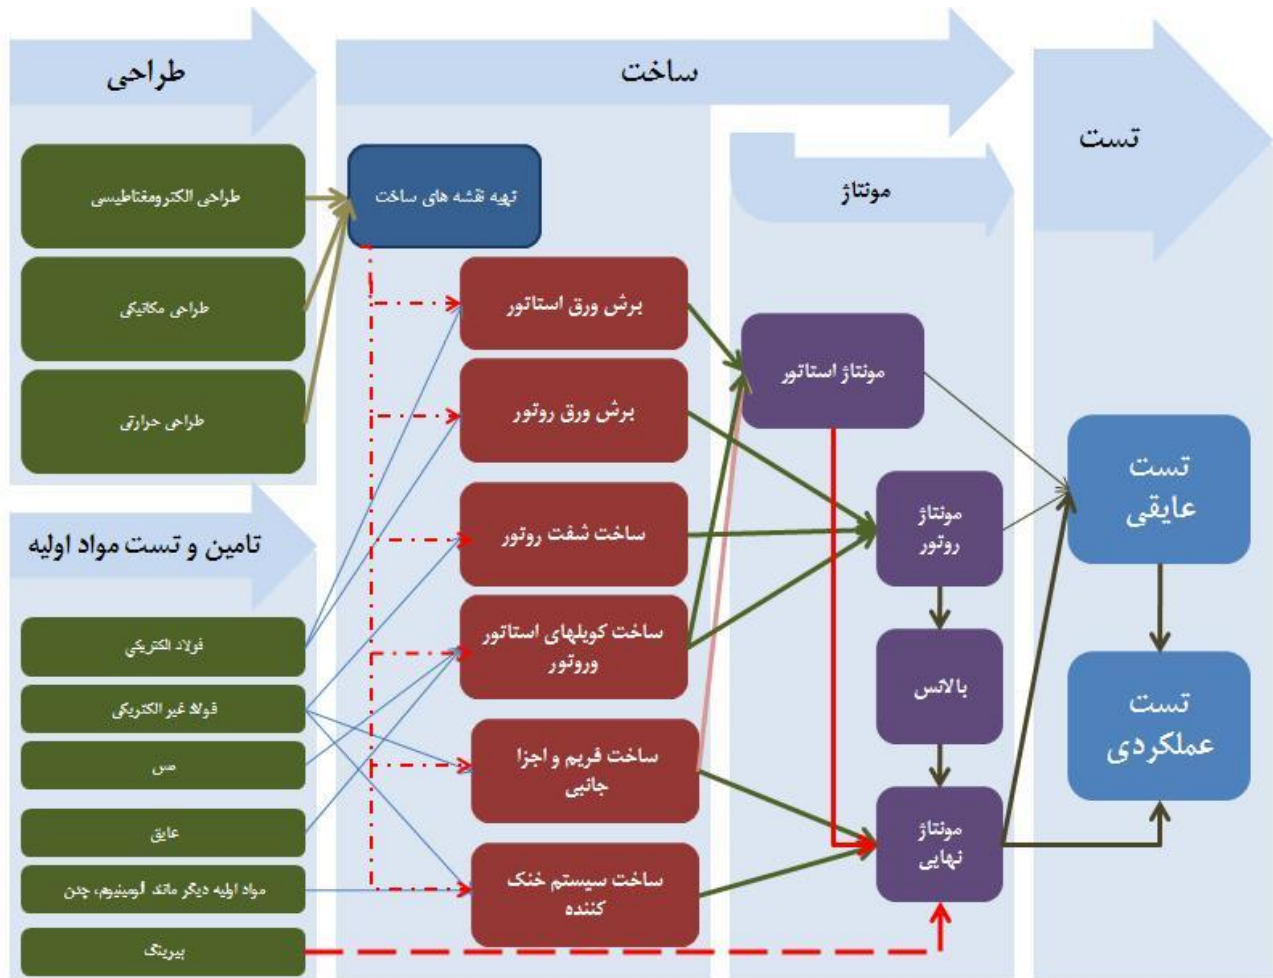 طراحی
ساخت
تست
مونتاژ
طراحی الکترومغناطیسی
طراحی مکانیکی
طراحی حرارتی
تامین و تست مواد اولیه
فولاد الکتریکی
فولاد غیر الکتریکی
مس
عایق
مواد اولیه دیگر مانند آلومینیوم، چدن
بیرینگ
تهیه نقشه های ساخت
برش ورق استاتور
برش ورق روتور
ساخت شفت روتور
ساخت کویلهای استاتور
وروتور
ساخت فریم و اجزا
جانبی
ساخت سیستم خنک
کننده
مونتاژ استاتور
مونتاژ
روتور
بالانس
مونتاژ
نهایی
تست
عایقی
تست
عملکردی